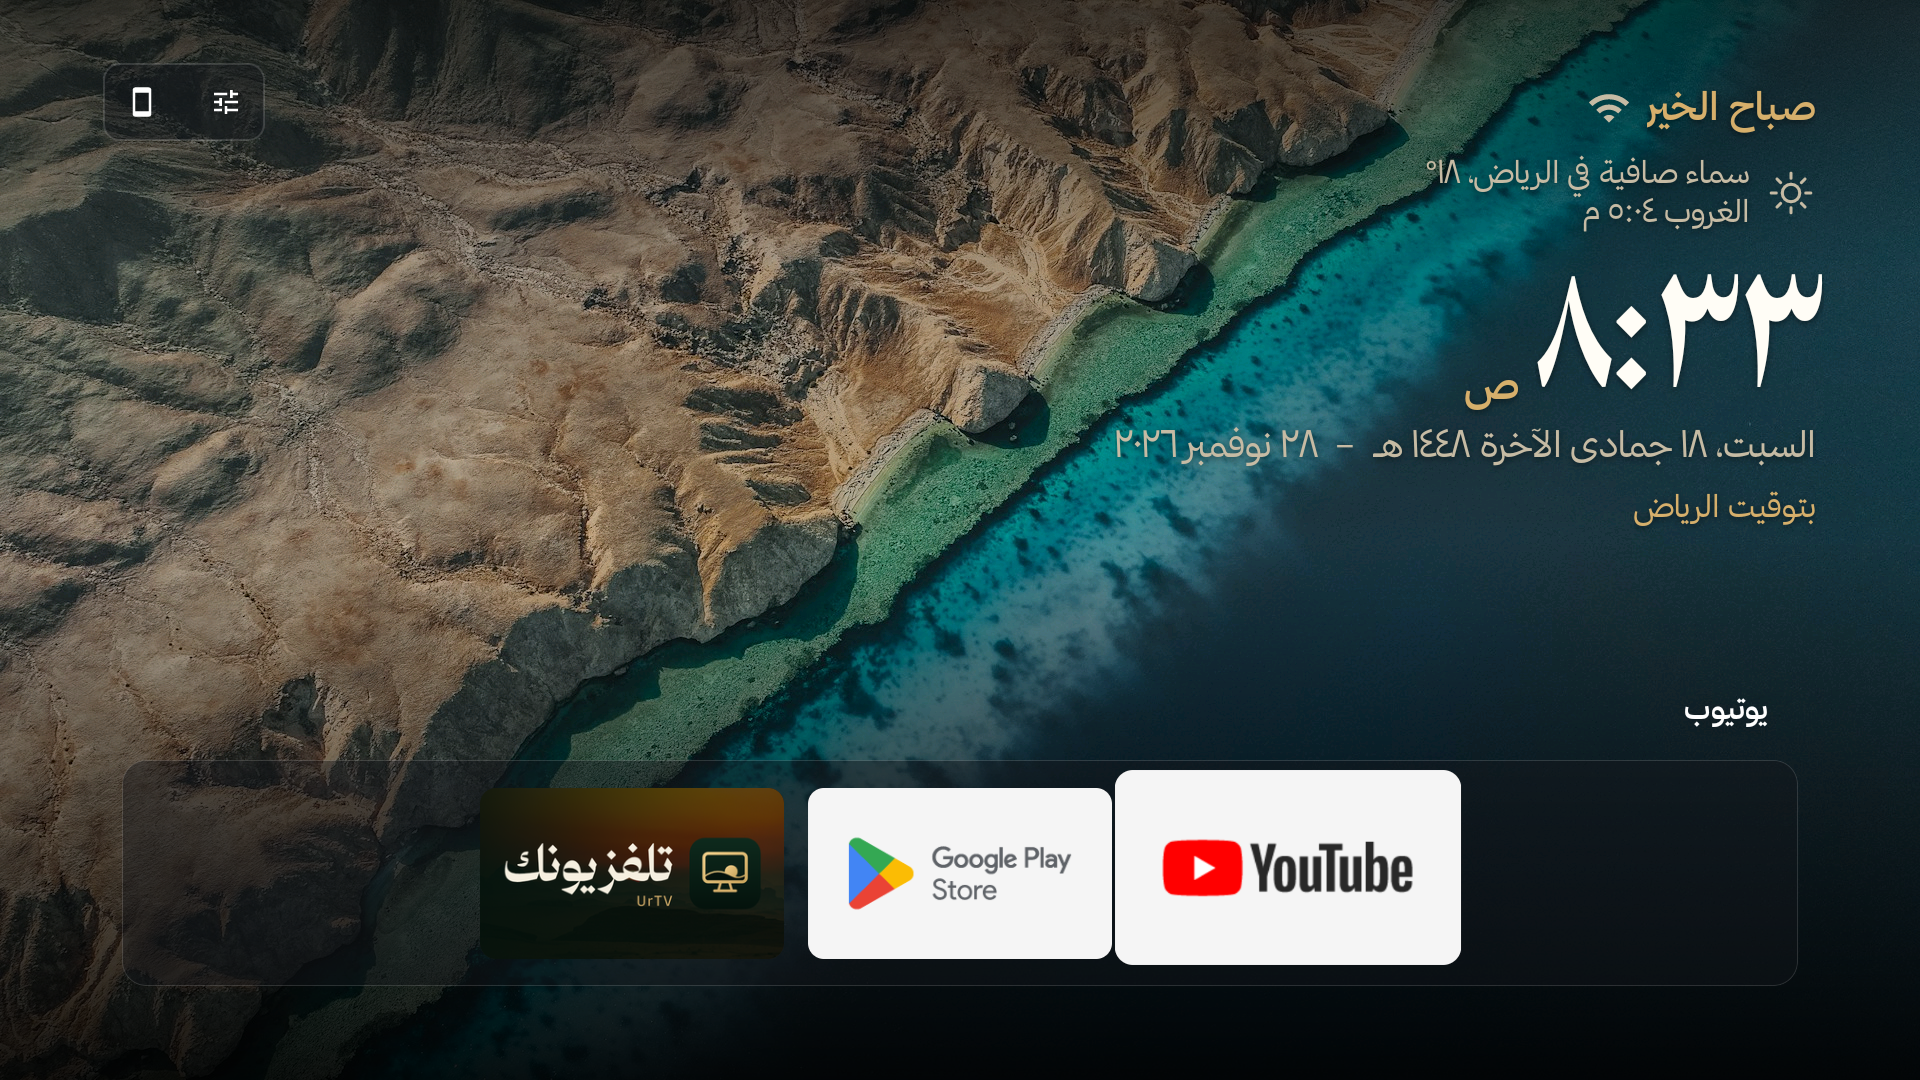 صباح الخير
سماء صافية في الرياض، ١٨°
الغروب ٥:٠٤ م
٨:٣٣ ص
السبت، ١٨ جمادى الآخرة ١٤٤٨ هـ – ٢٨ نوفمبر ٢٠٢٦
بتوقيت الرياض
يوتيوب
YouTube
Google Play
Store
تلفزيونك
UrTV